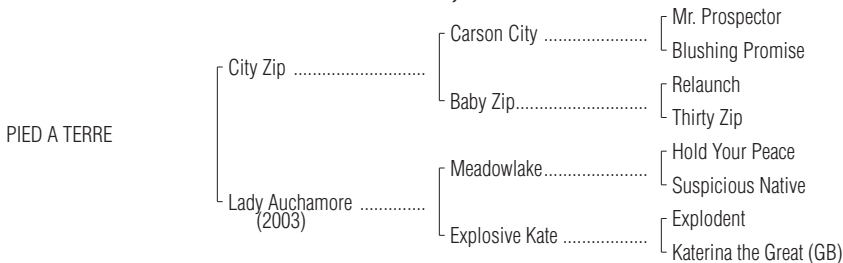 Mr. Prospector
Carson City ............................
Blushing Promise
City Zip ............................
Relaunch
Baby Zip............................
Thirty Zip
PIED A TERRE
Hold Your Peace
Meadowlake......................
Suspicious Native
Lady Auchamore ..............
(2003)
Explodent
Explosive Kate ..................
Katerina the Great (GB)